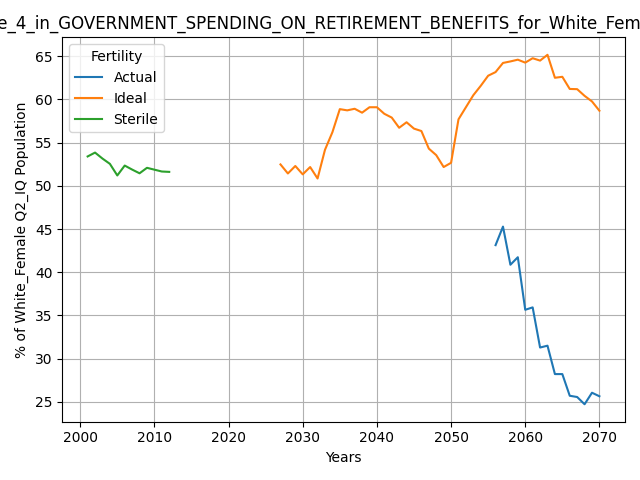 e_4_in_GOVERNMENT_SPENDING_ON_RETIREMENT_BENEFITS_for_White_Fem
Fertility
Actual
Ideal
Sterile
% of White_Female Q2_IQ Population
65
60
55
50
45
40
35
30
25
2000 2010 2020 2030 2040 2050 2060 2070
Years